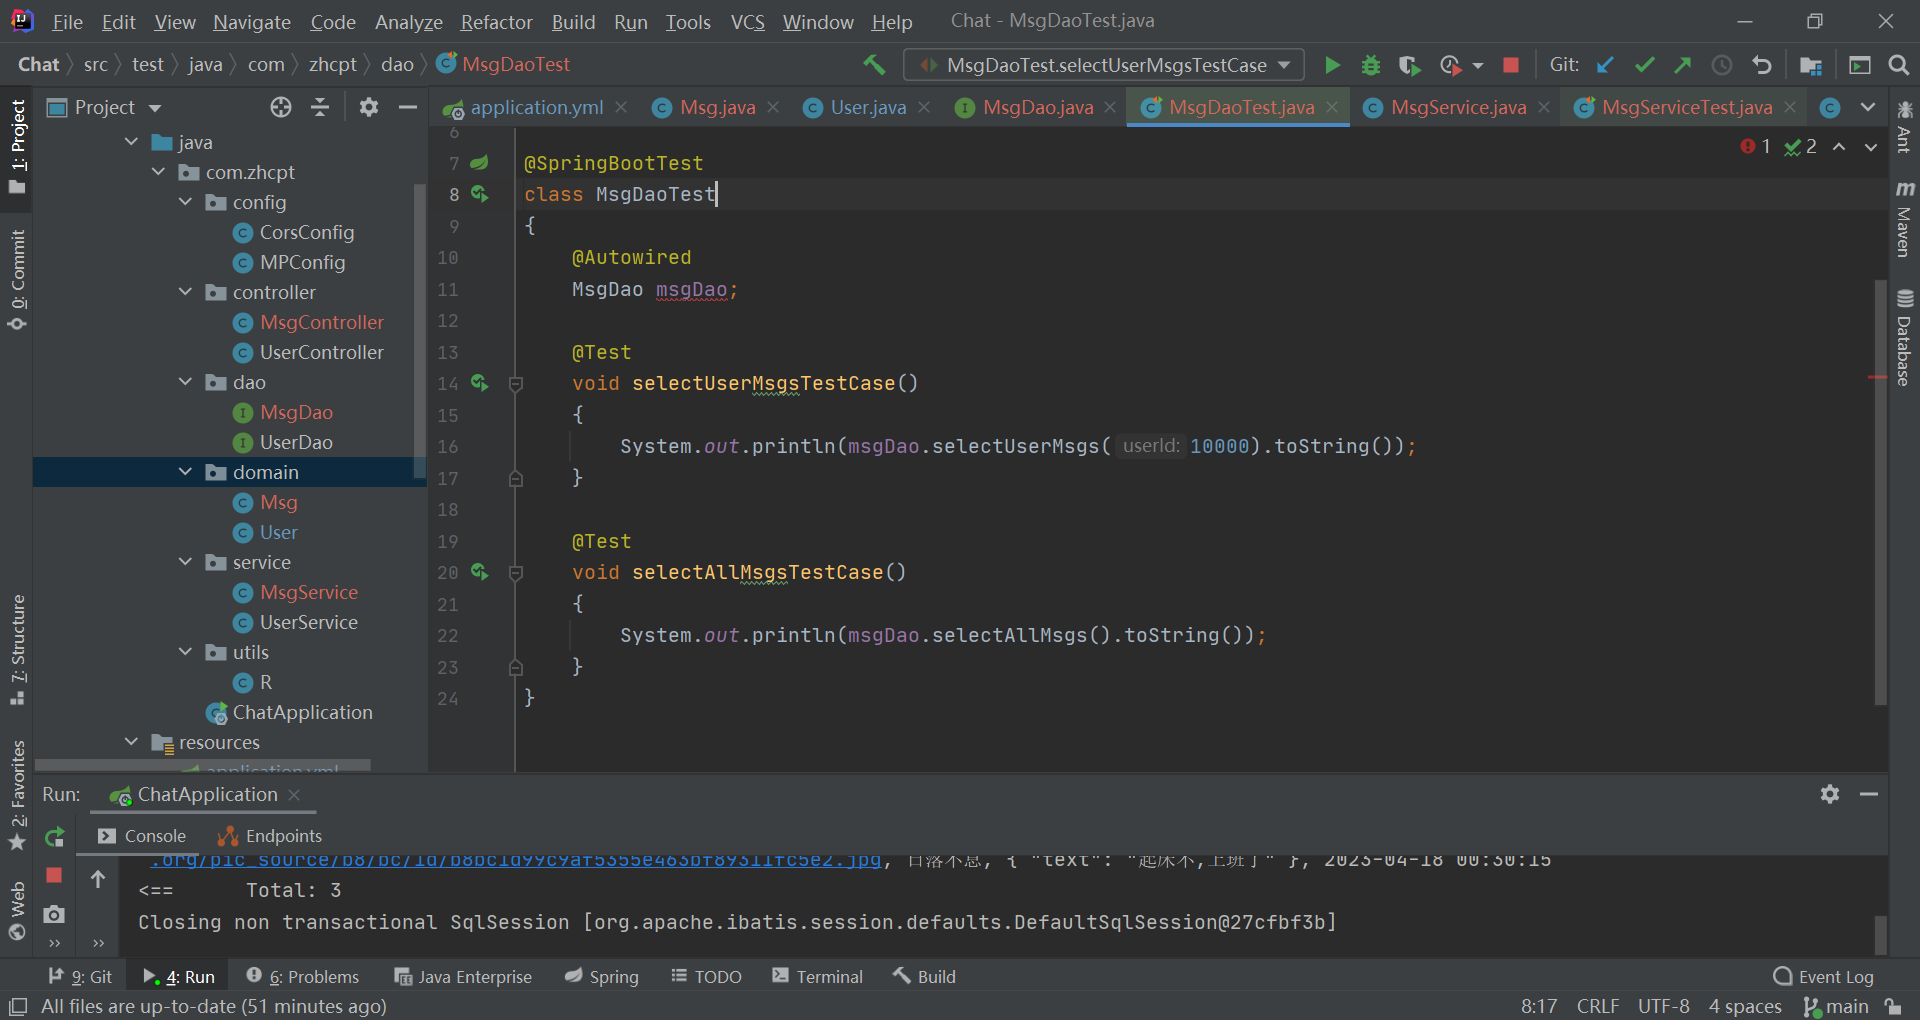 File Edit View Navigate Code Analyze Refactor Build Run Tools VCS Window Help Chat - MsgDaoTest.java
Chat src test java com zhcpt dao MsgDaoTest MsgDaoTest.selectUserMsgsTestCase Git:
Project application.yml Msg.java User.java MsgDao.java MsgDaoTest.java MsgService.java MsgServiceTest.java
1: Project
0: Commit
7: Structure
2: Favorites
Web
java
com.zhcpt
config
CorsConfig
MPConfig
controller
MsgController
UserController
dao
MsgDao
UserDao
domain
Msg
User
service
MsgService
UserService
utils
R
ChatApplication
resources
application.yml
1 2
6
7 @SpringBootTest
8 class MsgDaoTest
9 {
10 @Autowired
11 MsgDao msgDao;
12
13 @Test
14 void selectUserMsgsTestCase()
15 {
16 System.out.println(msgDao.selectUserMsgs( userId: 10000).toString());
17 }
18
19 @Test
20 void selectAllMsgsTestCase()
21 {
22 System.out.println(msgDao.selectAllMsgs().toString());
23 }
24 }
Ant
Maven
Database
Run: ChatApplication
Console Endpoints
.org/pic_source/b8/bc/1d/b8bc1d99c9af5355e463bf89311fc5e2.jpg, 日落不息, { "text": "起床不,上班了" }, 2023-04-18 00:30:15
<== Total: 3
Closing non transactional SqlSession [org.apache.ibatis.session.defaults.DefaultSqlSession@27cfbf3b]
9: Git 4: Run 6: Problems Java Enterprise Spring TODO Terminal Build Event Log
All files are up-to-date (51 minutes ago) 8:17 CRLF UTF-8 4 spaces main